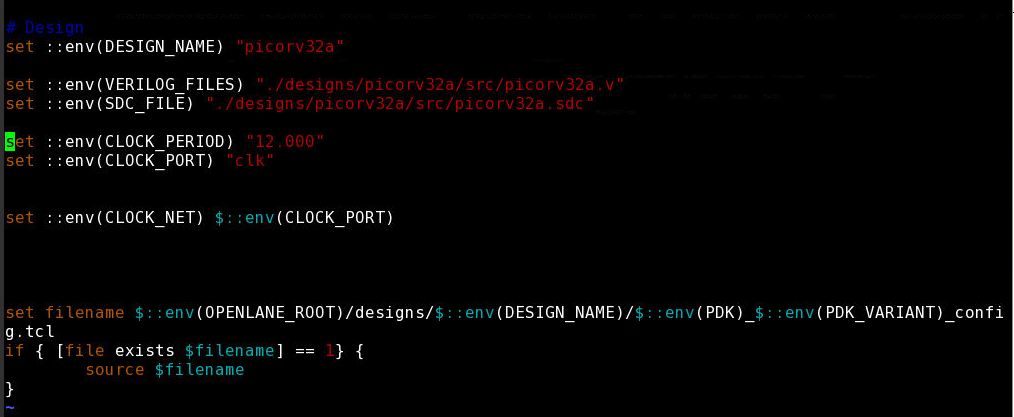 # Design
set ::env(DESIGN_NAME) "picorv32a"
set ::env(VERILOG_FILES) "./designs/picorv32a/src/picorv32a.v"
set ::env(SDC_FILE) "./designs/picorv32a/src/picorv32a.sdc"
set ::env(CLOCK_PERIOD) "12.000"
set ::env(CLOCK_PORT) "clk"
set ::env(CLOCK_NET) $::env(CLOCK_PORT)
set filename $::env(OPENLANE_ROOT)/designs/$::env(DESIGN_NAME)/$::env(PDK)_$::env(PDK_VARIANT)_confi
g.tcl
if { [file exists $filename] == 1} {
        source $filename
}
~